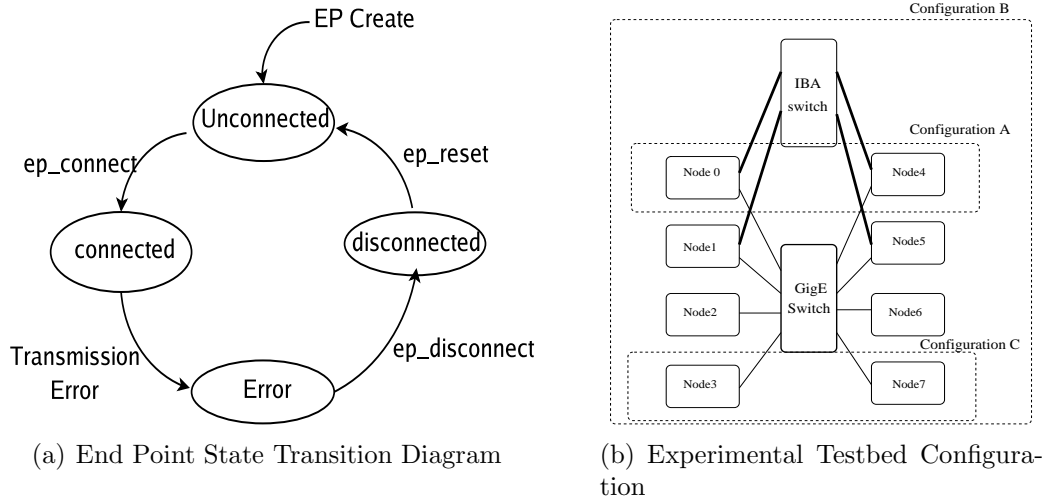 EP Create
Unconnected
ep_connect
ep_reset
connected
disconnected
Transmission
Error
Error
ep_disconnect
(a) End Point State Transition Diagram
Configuration B
IBA
switch
Configuration A
Node 0
Node4
Node1
Node5
GigE
Switch
Node2
Node6
Configuration C
Node3
Node7
(b) Experimental Testbed Configura-
tion